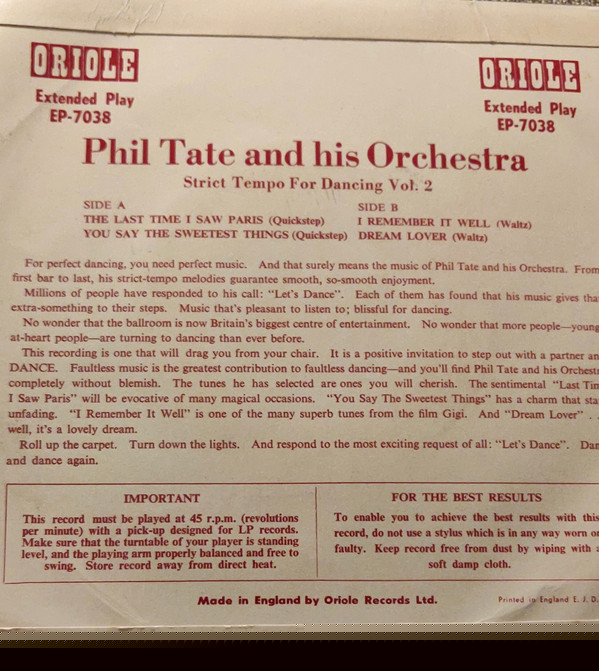 ORIOLE
Extended Play
EP-7038
ORIOLE
Extended Play
EP-7038
Phil Tate and his Orchestra
Strict Tempo For Dancing Vol. 2
SIDE A
THE LAST TIME I SAW PARIS (Quickstep)
YOU SAY THE SWEETEST THINGS (Quickstep)
SIDE B
I REMEMBER IT WELL (Waltz)
DREAM LOVER (Waltz)
For perfect dancing, you need perfect music. And that surely means the music of Phil Tate and his Orchestra. From
first bar to last, his strict-tempo melodies guarantee smooth, so-smooth enjoyment.
Millions of people have responded to his call: "Let's Dance". Each of them has found that his music gives tha
extra-something to their steps. Music that's pleasant to listen to; blissful for dancing.
No wonder that the ballroom is now Britain's biggest centre of entertainment. No wonder that more people—young
at-heart people—are turning to dancing than ever before.
This recording is one that will drag you from your chair. It is a positive invitation to step out with a partner an
DANCE. Faultless music is the greatest contribution to faultless dancing—and you'll find Phil Tate and his Orchest
completely without blemish. The tunes he has selected are ones you will cherish. The sentimental "Last Tim
I Saw Paris" will be evocative of many magical occasions. "You Say The Sweetest Things" has a charm that sta
unfading. "I Remember It Well" is one of the many superb tunes from the film Gigi. And "Dream Lover" . .
well, it's a lovely dream.
Roll up the carpet. Turn down the lights. And respond to the most exciting request of all: "Let's Dance". Dan
and dance again.
IMPORTANT
This record must be played at 45 r.p.m. (revolutions
per minute) with a pick-up designed for LP records.
Make sure that the turntable of your player is standing
level, and the playing arm properly balanced and free to
swing. Store record away from direct heat.
FOR THE BEST RESULTS
To enable you to achieve the best results with this
record, do not use a stylus which is in any way worn or
faulty. Keep record free from dust by wiping with a
soft damp cloth.
Made in England by Oriole Records Ltd.
Printed in England E. J. D.